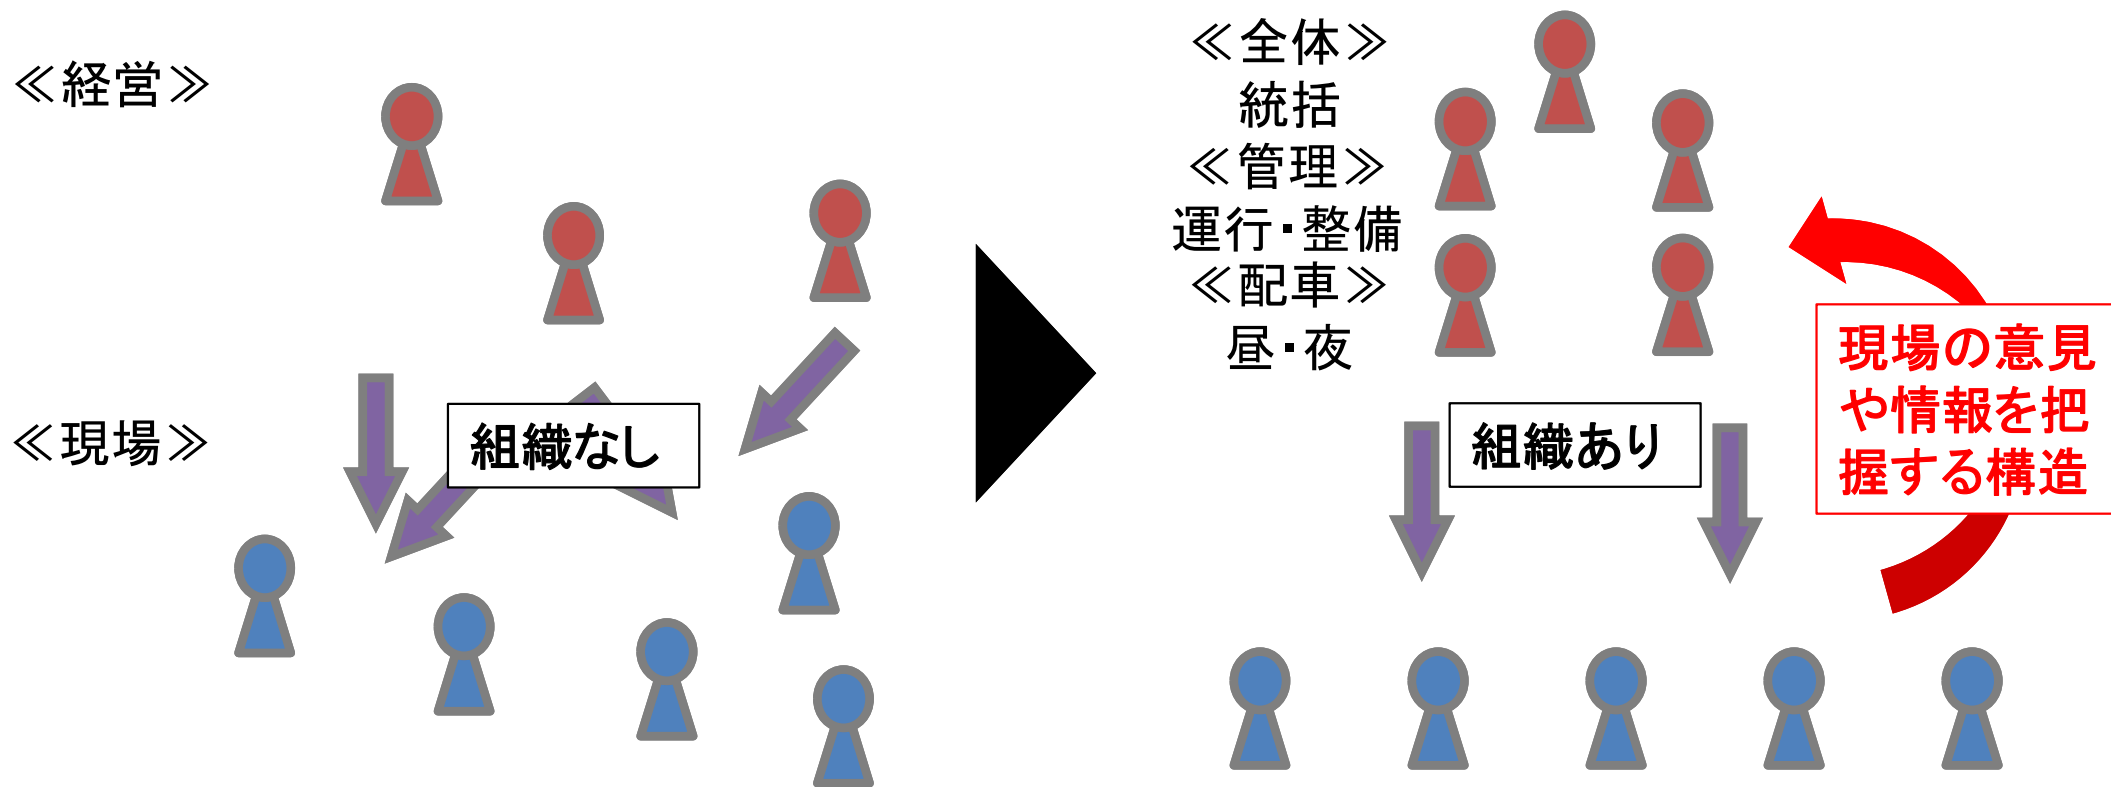 ≪経営≫
≪現場≫
組織なし
≪全体≫
統括
≪管理≫
運行・整備
≪配車≫
昼・夜
組織あり
現場の意見
や情報を把
握する構造